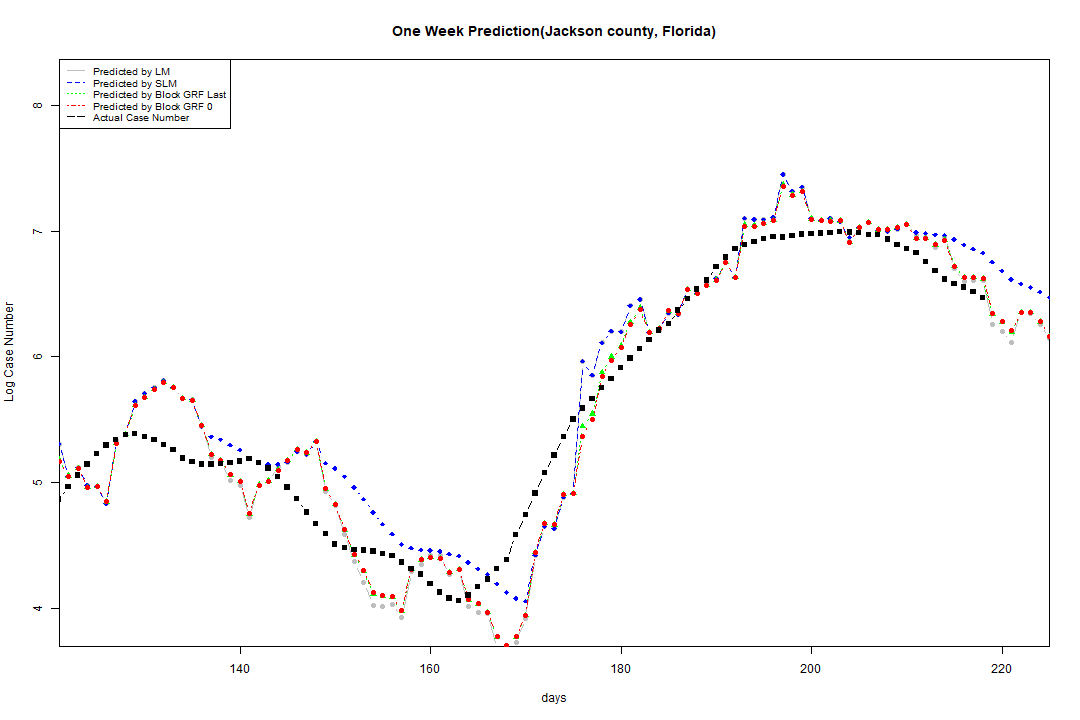 One Week Prediction(Jackson county, Florida)
Predicted by LM
Predicted by SLM
Predicted by Block GRF Last
Predicted by Block GRF 0
Actual Case Number
8
7
6
5
4
Log Case Number
140 160 180 200 220
days